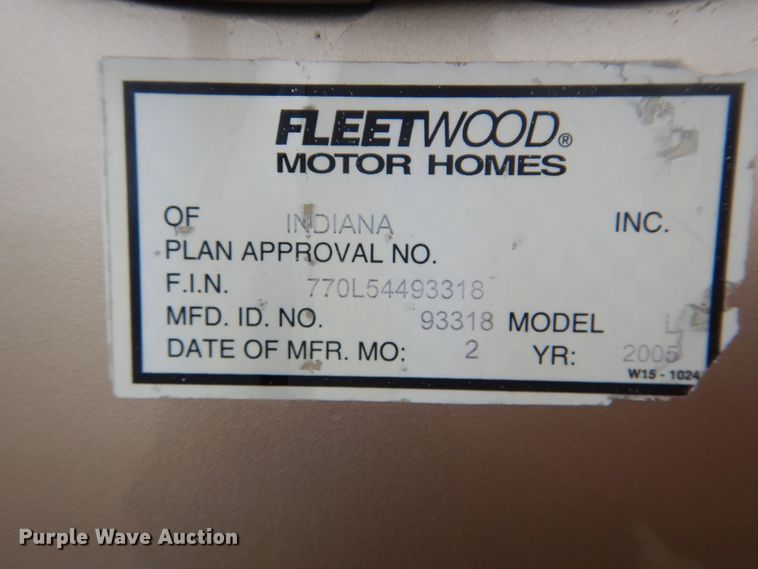 FLEETWOOD®
MOTOR HOMES
OF INDIANA INC.
PLAN APPROVAL NO.
F.I.N. 770L54493318
MFD. ID. NO. 93318 MODEL L
DATE OF MFR. MO: 2 YR: 2005
W15 - 1024
Purple Wave Auction®